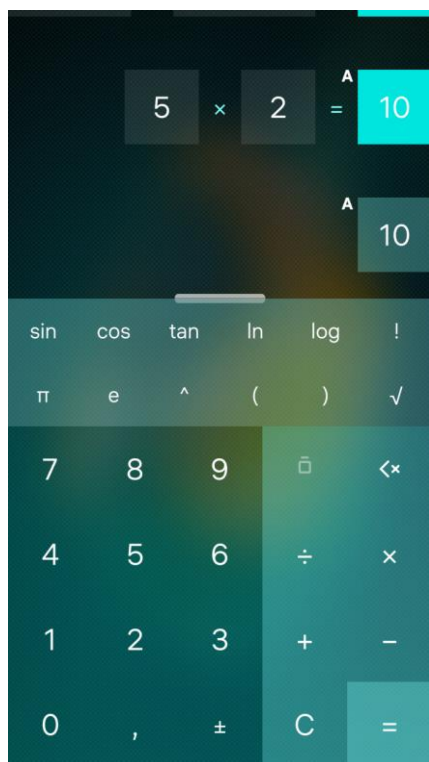 A
5 × 2 = 10
A
10
sin cos tan ln log !
π e ^ ( ) √
7 8 9
4 5 6 ÷ ×
1 2 3 + −
0 , ± C =